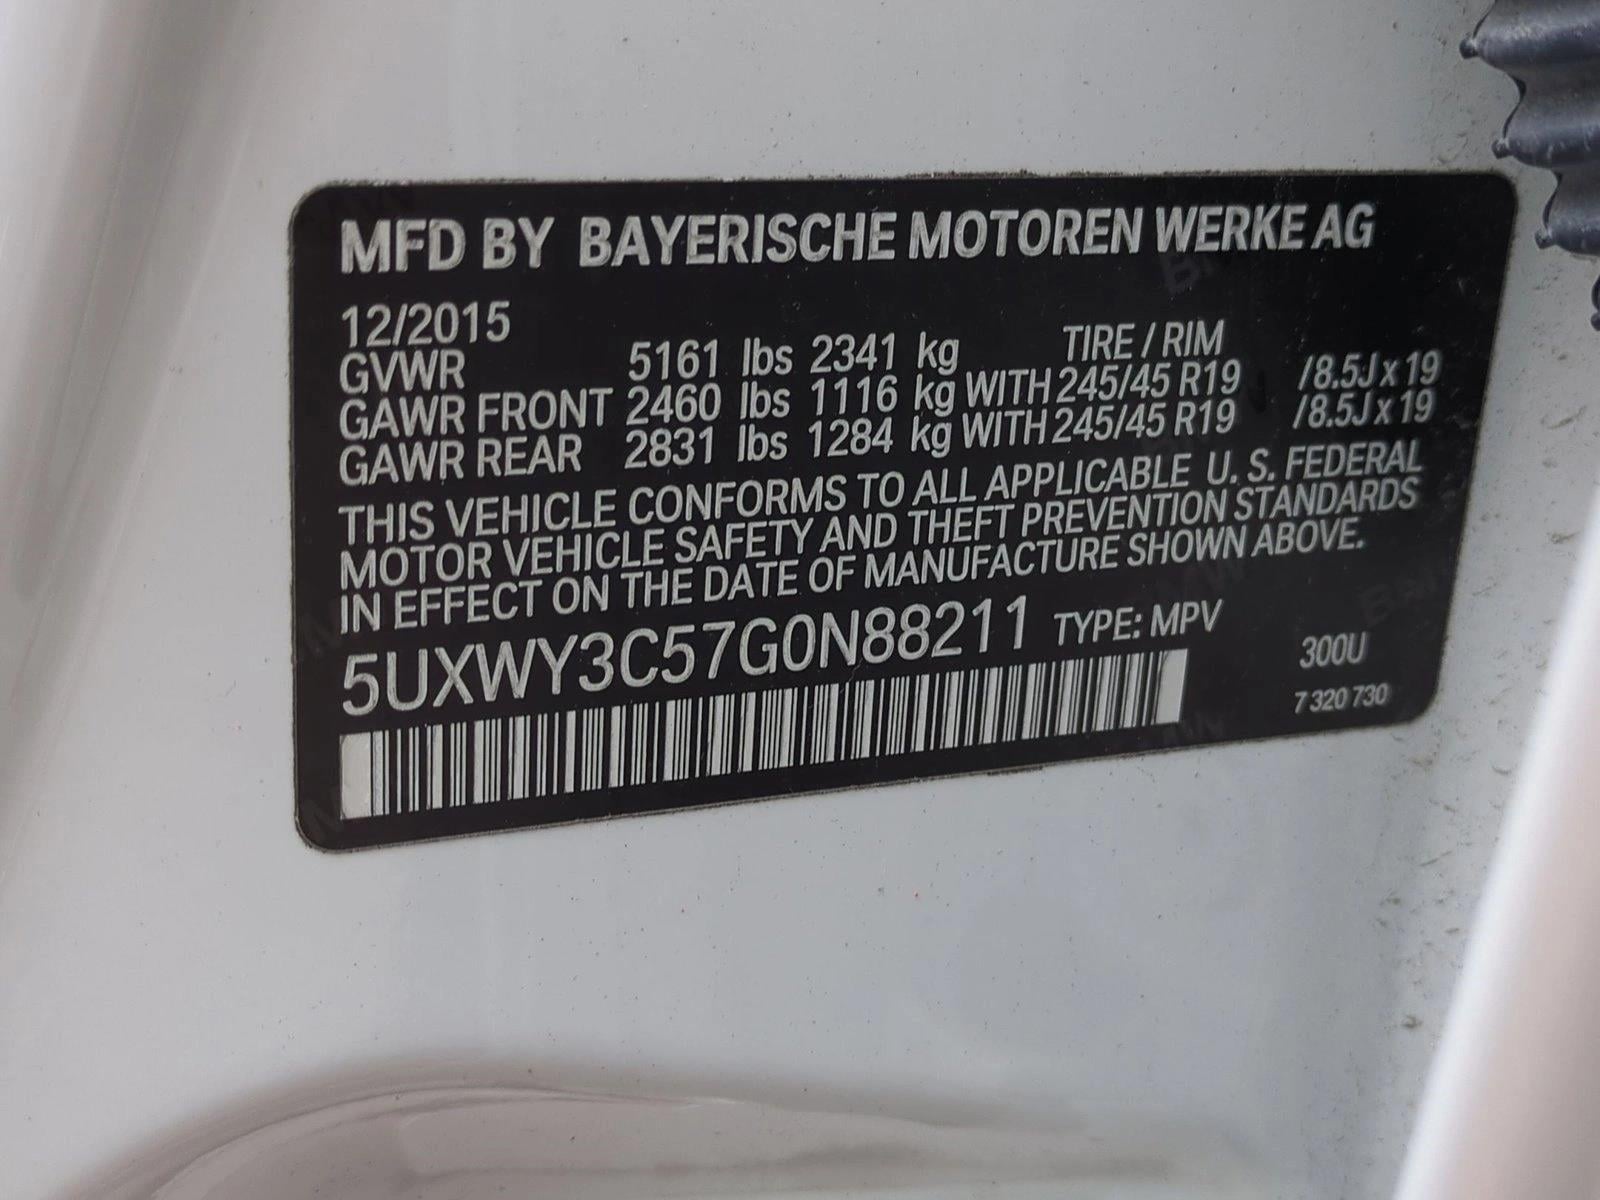 MFD BY BAYERISCHE MOTOREN WERKE AG
12/2015
TIRE / RIM
GVWR 5161 lbs 2341 kg
GAWR FRONT 2460 lbs 1116 kg WITH 245/45 R19 /8.5J x 19
GAWR REAR 2831 lbs 1284 kg WITH 245/45 R19 /8.5J x 19
THIS VEHICLE CONFORMS TO ALL APPLICABLE U. S. FEDERAL
MOTOR VEHICLE SAFETY AND THEFT PREVENTION STANDARDS
IN EFFECT ON THE DATE OF MANUFACTURE SHOWN ABOVE.
5UXWY3C57G0N88211 TYPE: MPV
300U
7 320 730